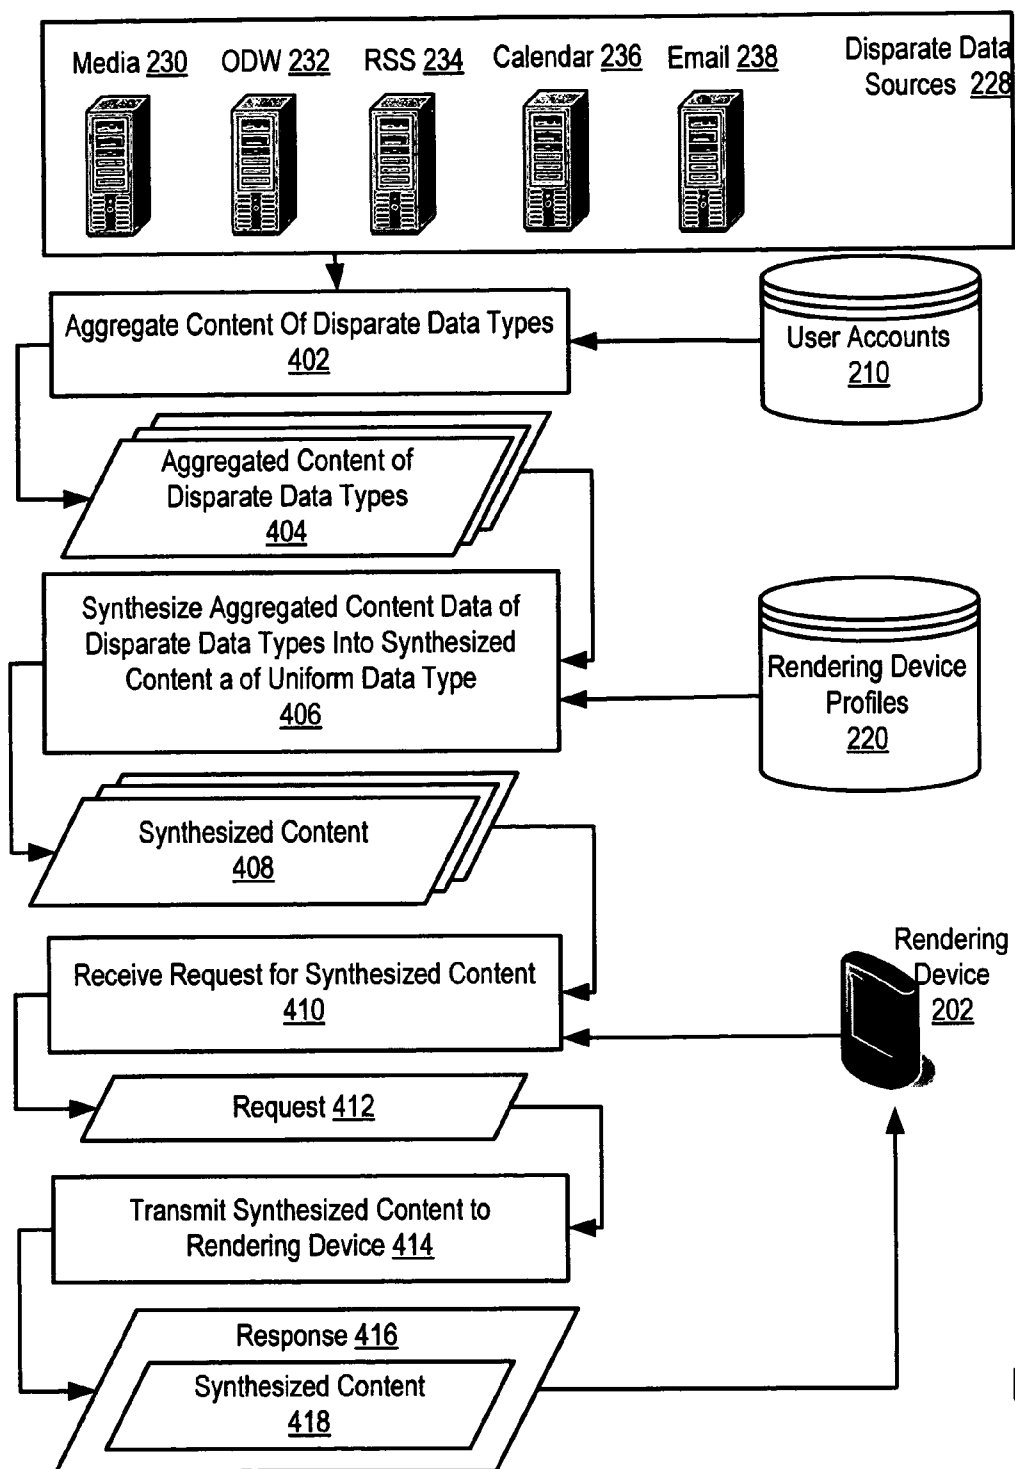 Media 230 ODW 232 RSS 234 Calendar 236 Email 238 Disparate Data
Sources 228
Aggregate Content Of Disparate Data Types
402
User Accounts
210
Aggregated Content of
Disparate Data Types
404
Synthesize Aggregated Content Data of
Disparate Data Types Into Synthesized
Content a of Uniform Data Type
406
Rendering Device
Profiles
220
Synthesized Content
408
Receive Request for Synthesized Content
410
Rendering
Device
202
Request 412
Transmit Synthesized Content to
Rendering Device 414
Response 416
Synthesized Content
418